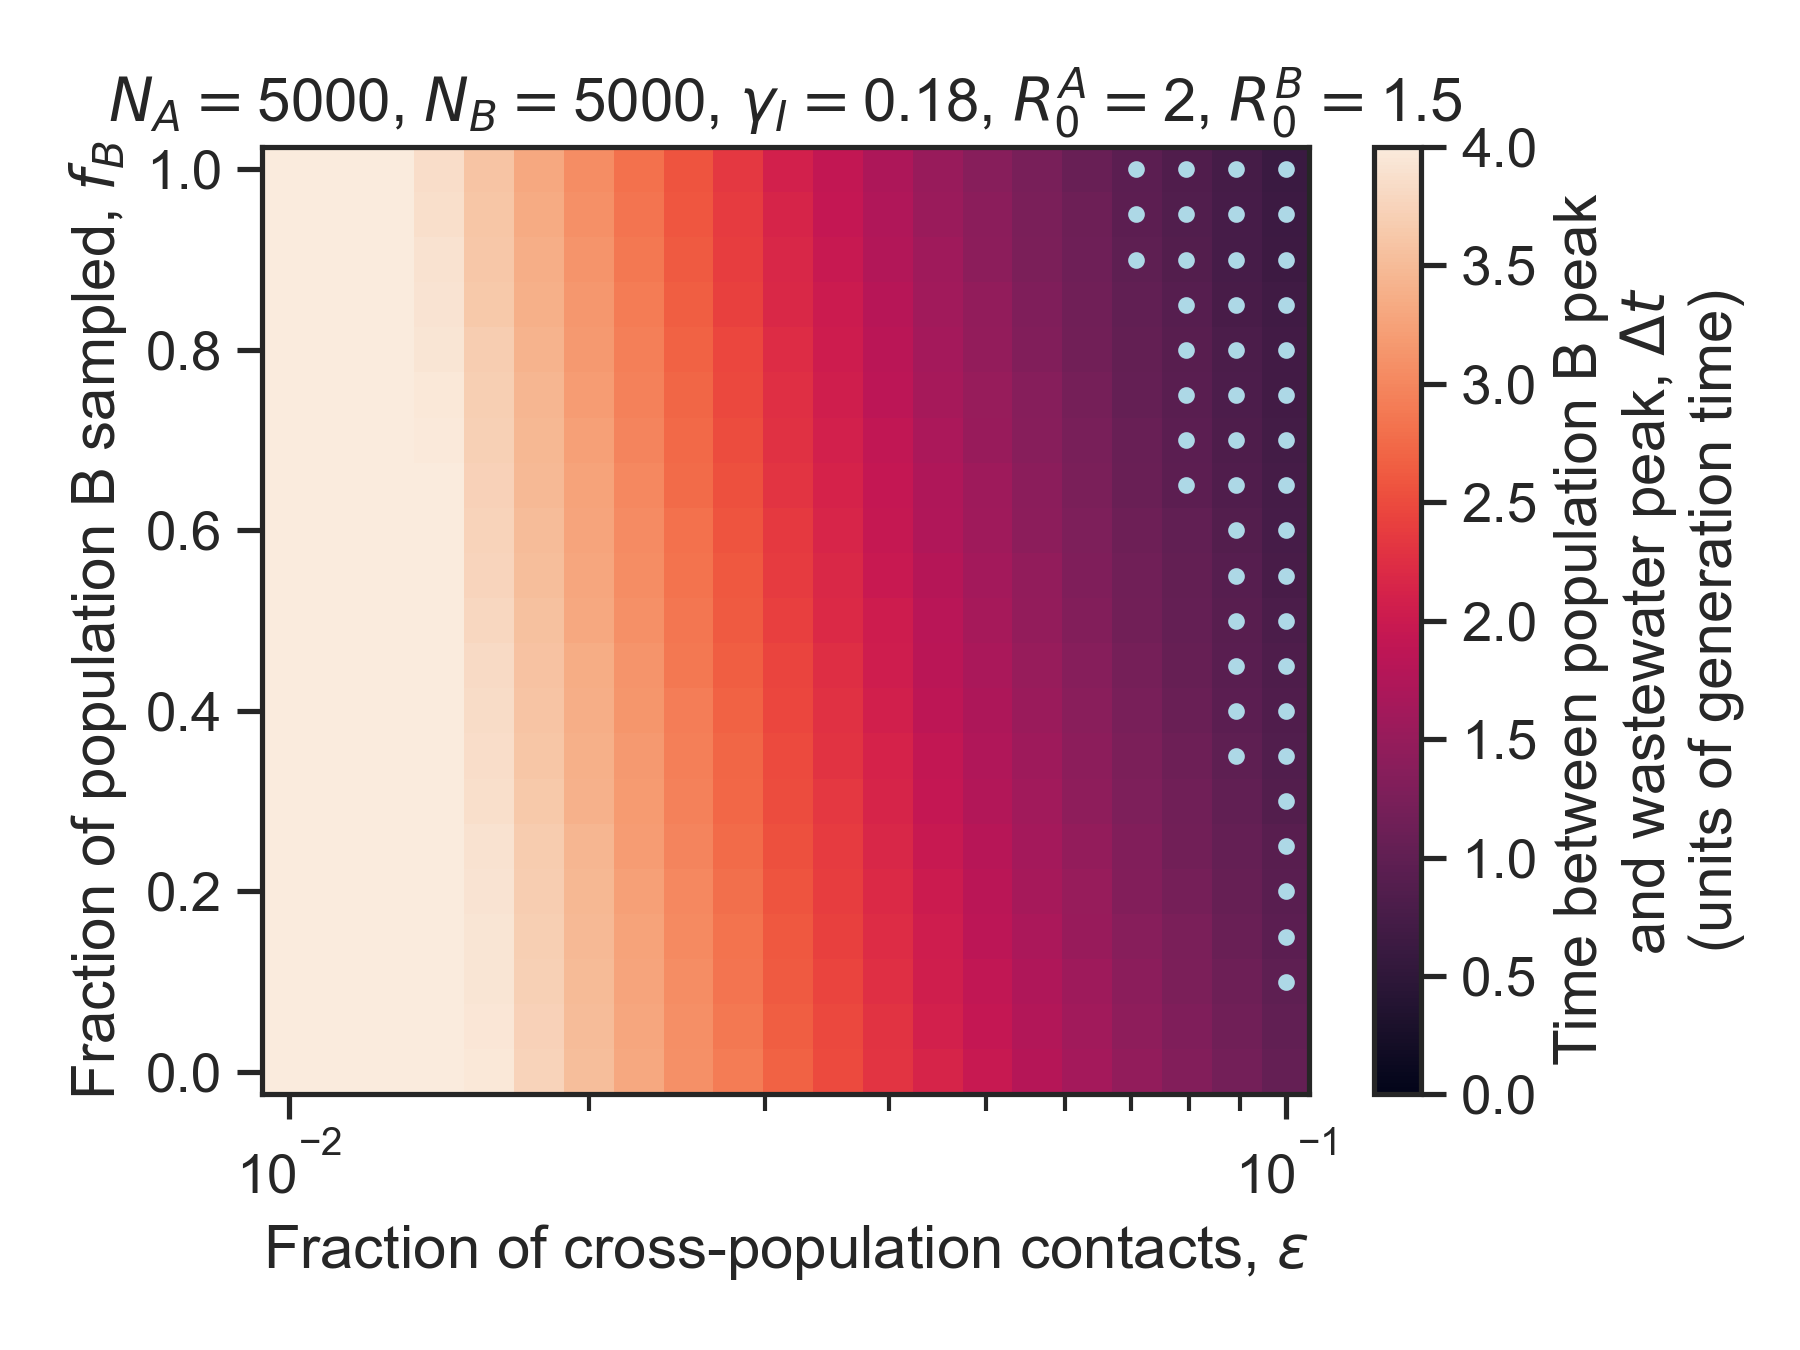 N_A = 5000, N_B = 5000, γ_I = 0.18, R_0^A = 2, R_0^B = 1.5
Fraction of population B sampled, f_B
1.0
0.8
0.6
0.4
0.2
0.0
10^−2
10^−1
Fraction of cross-population contacts, ε
4.0
3.5
3.0
2.5
2.0
1.5
1.0
0.5
0.0
Time between population B peak
and wastewater peak, Δt
(units of generation time)